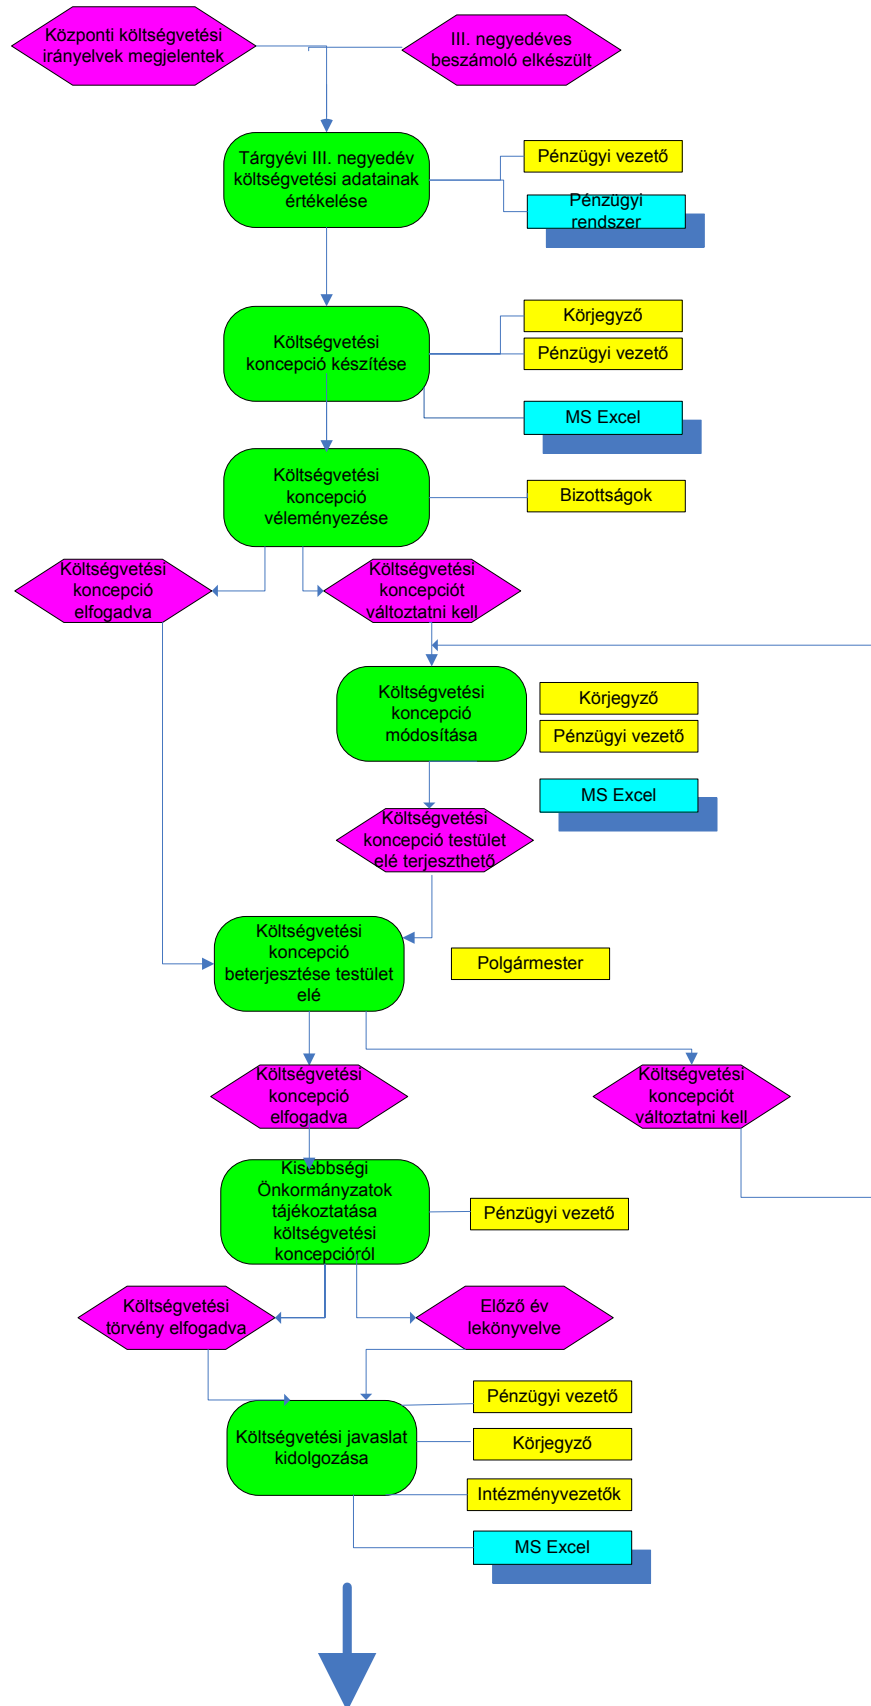 Központi költségvetési
irányelvek megjelentek
III. negyedéves
beszámoló elkészült
Tárgyévi III. negyedév
költségvetési adatainak
értékelése
Pénzügyi vezető
Pénzügyi
rendszer
Költségvetési
koncepció készítése
Körjegyző
Pénzügyi vezető
MS Excel
Költségvetési
koncepció
véleményezése
Bizottságok
Költségvetési
koncepció
elfogadva
Költségvetési
koncepciót
változtatni kell
Költségvetési
koncepció
módosítása
Körjegyző
Pénzügyi vezető
MS Excel
Költségvetési
koncepció testület
elé terjeszthető
Költségvetési
koncepció
beterjesztése testület
elé
Polgármester
Költségvetési
koncepció
elfogadva
Költségvetési
koncepciót
változtatni kell
Kisebbségi
Önkormányzatok
tájékoztatása
költségvetési
koncepcióról
Pénzügyi vezető
Költségvetési
törvény elfogadva
Előző év
lekönyvelve
Költségvetési javaslat
kidolgozása
Pénzügyi vezető
Körjegyző
Intézményvezetők
MS Excel